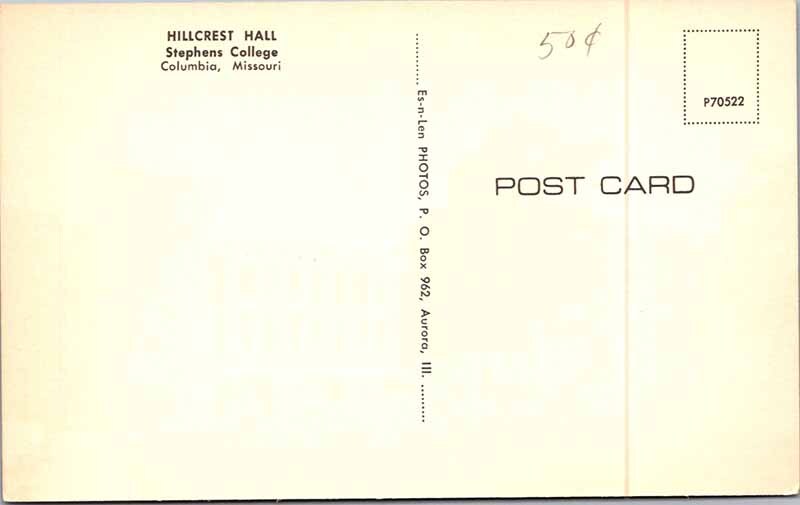 HILLCREST HALL
Stephens College
Columbia, Missouri
Es-n-Len PHOTOS, P. O. Box 962, Aurora, Ill.
50¢
P70522
POST CARD